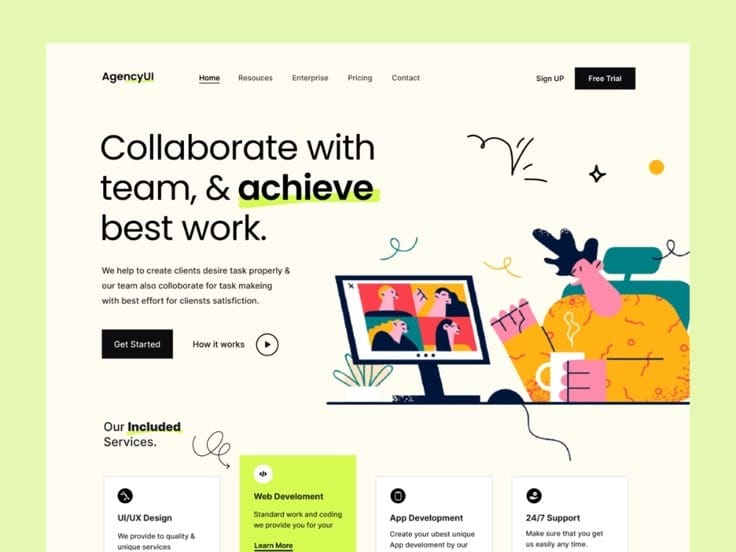 AgencyUI
Home
Resouces
Enterprise
Pricing
Contact
Sign UP
Free Trial
Collaborate with
team, & achieve
best work.
We help to create clients desire task properly &
our team also colloborate for task makeing
with best effort for cliensts satisfiction.
Get Started
How it works
Our Included
Services.
UI/UX Design
We provide to quality &
unique services
</>
Web Develoment
Standard work and coding
we provide you for your
Learn More
App Development
Create your ubest unique
App develoment by our
24/7 Support
Make sure that you get
us easily any time.